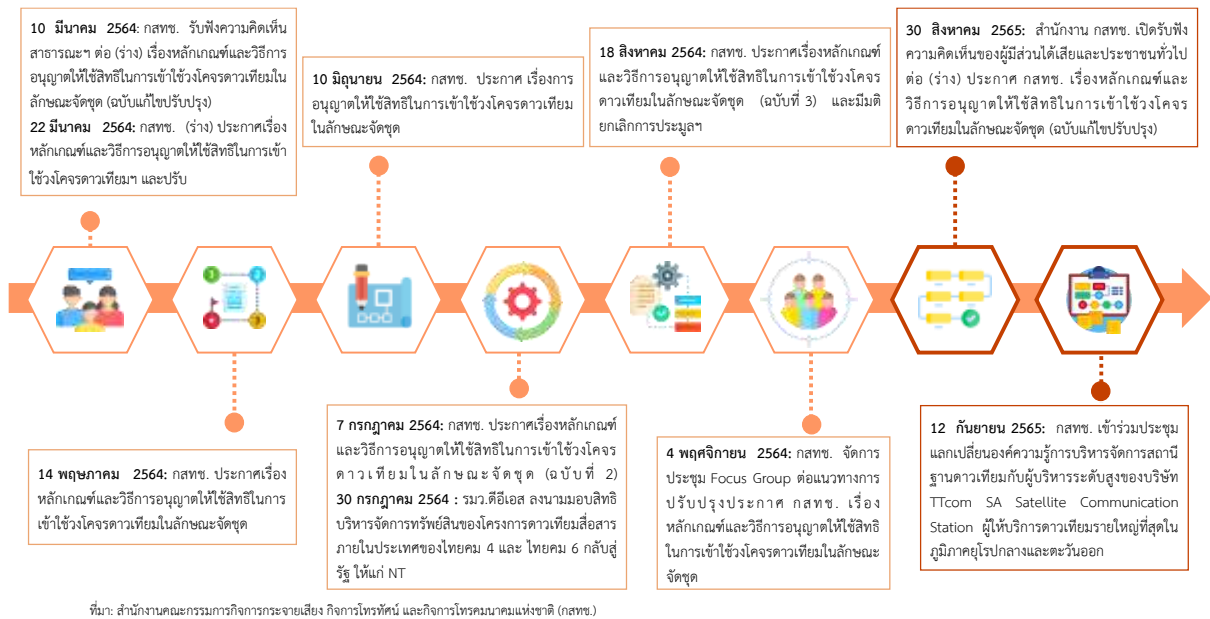 10 มีนาคม 2564: กสทช. รับฟังความคิดเห็น
สาธารณะฯ ต่อ (ร่าง) เรื่องหลักเกณฑ์และวิธีการ
อนุญาตให้ใช้สิทธิในการเข้าใช้วงโคจรดาวเทียมใน
ลักษณะจัดชุด (ฉบับแก้ไขปรับปรุง)
22 มีนาคม 2564: กสทช. (ร่าง) ประกาศเรื่อง
หลักเกณฑ์และวิธีการอนุญาตให้ใช้สิทธิในการเข้า
ใช้วงโคจรดาวเทียมฯ และปรับ
10 มิถุนายน 2564: กสทช. ประกาศ เรื่องการ
อนุญาตให้ใช้สิทธิในการเข้าใช้วงโคจรดาวเทียม
ในลักษณะจัดชุด
18 สิงหาคม 2564: กสทช. ประกาศเรื่องหลักเกณฑ์
และวิธีการอนุญาตให้ใช้สิทธิในการเข้าใช้วงโคจร
ดาวเทียมในลักษณะจัดชุด (ฉบับที่ 3) และมีมติ
ยกเลิกการประมูลฯ
30 สิงหาคม 2565: สำนักงาน กสทช. เปิดรับฟัง
ความคิดเห็นของผู้มีส่วนได้เสียและประชาชนทั่วไป
ต่อ (ร่าง) ประกาศ กสทช. เรื่องหลักเกณฑ์และ
วิธีการอนุญาตให้ใช้สิทธิในการเข้าใช้วงโคจร
ดาวเทียมในลักษณะจัดชุด (ฉบับแก้ไขปรับปรุง)
1
2
3
14 พฤษภาคม 2564: กสทช. ประกาศเรื่อง
หลักเกณฑ์และวิธีการอนุญาตให้ใช้สิทธิในการ
เข้าใช้วงโคจรดาวเทียมในลักษณะจัดชุด
7 กรกฎาคม 2564: กสทช. ประกาศเรื่องหลักเกณฑ์
และวิธีการอนุญาตให้ใช้สิทธิในการเข้าใช้วงโคจร
ดาวเทียมในลักษณะจัดชุด (ฉบับที่ 2)
30 กรกฎาคม 2564 : รมว.ดีอีเอส ลงนามมอบสิทธิ
บริหารจัดการทรัพย์สินของโครงการดาวเทียมสื่อสาร
ภายในประเทศของไทยคม 4 และ ไทยคม 6 กลับสู่
รัฐ ให้แก่ NT
4 พฤศจิกายน 2564: กสทช. จัดการ
ประชุม Focus Group ต่อแนวทางการ
ปรับปรุงประกาศ กสทช. เรื่อง
หลักเกณฑ์และวิธีการอนุญาตให้ใช้สิทธิ
ในการเข้าใช้วงโคจรดาวเทียมในลักษณะ
จัดชุด
12 กันยายน 2565: กสทช. เข้าร่วมประชุม
แลกเปลี่ยนองค์ความรู้การบริหารจัดการสถานี
ฐานดาวเทียมกับผู้บริหารระดับสูงของบริษัท
TTcom SA Satellite Communication
Station ผู้ให้บริการดาวเทียมรายใหญ่ที่สุดใน
ภูมิภาคยุโรปกลางและตะวันออก
ที่มา: สำนักงานคณะกรรมการกิจการกระจายเสียง กิจการโทรทัศน์ และกิจการโทรคมนาคมแห่งชาติ (กสทช.)